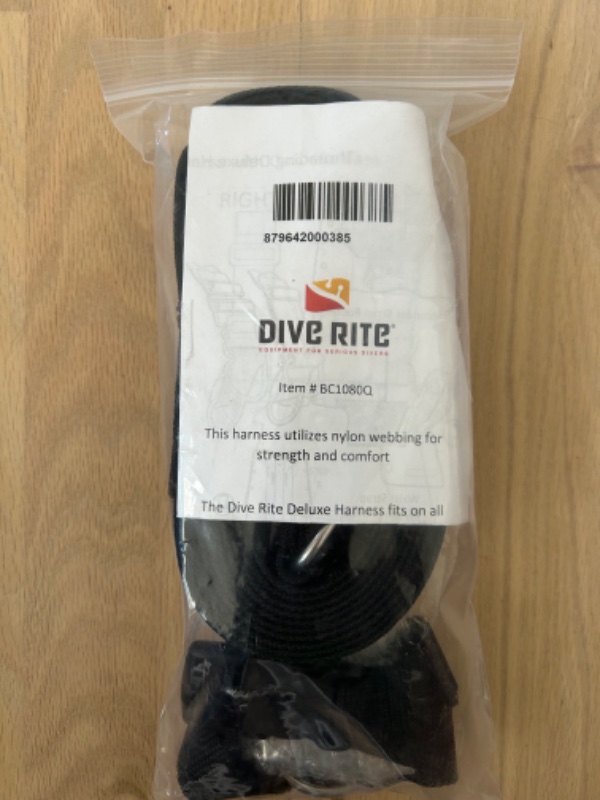 879642000385
DIVE RITE®
EQUIPMENT FOR SERIOUS DIVERS
Item # BC1080Q
This harness utilizes nylon webbing for
strength and comfort
The Dive Rite Deluxe Harness fits on all
RIGHT